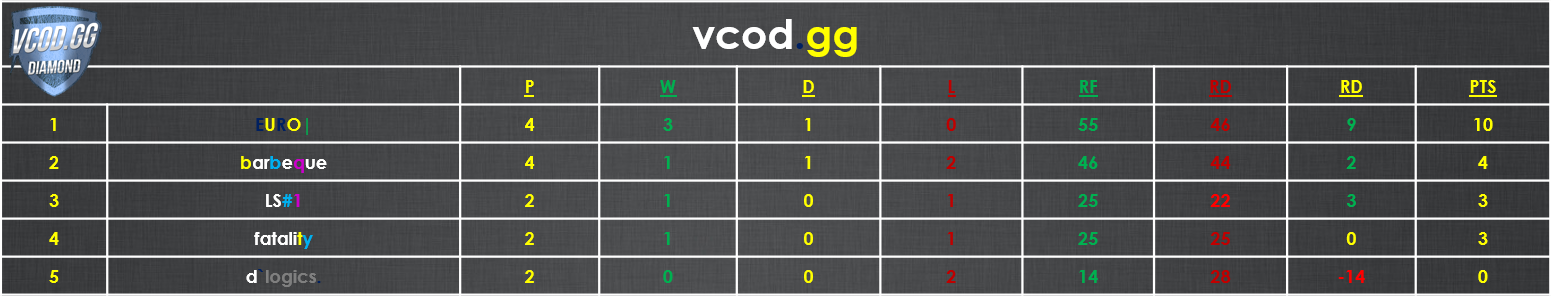 VCOD.GG
DIAMOND
vcod.gg
P W D L RF RD RD PTS
1 EURO| 4 3 1 0 55 46 9 10
2 barbeque 4 1 1 2 46 44 2 4
3 LS#1 2 1 0 1 25 22 3 3
4 fatality 2 1 0 1 25 25 0 3
5 d`logics. 2 0 0 2 14 28 -14 0